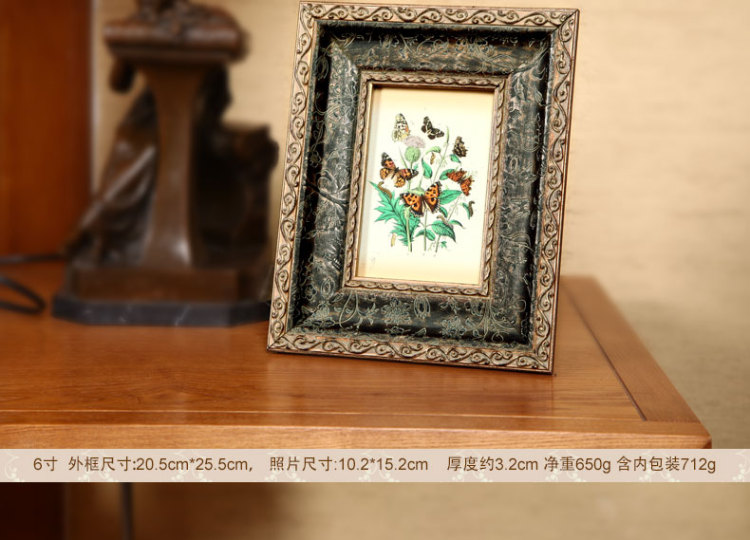 6寸 外框尺寸:20.5cm*25.5cm， 照片尺寸:10.2*15.2cm 厚度约3.2cm 净重650g 含内包装712g